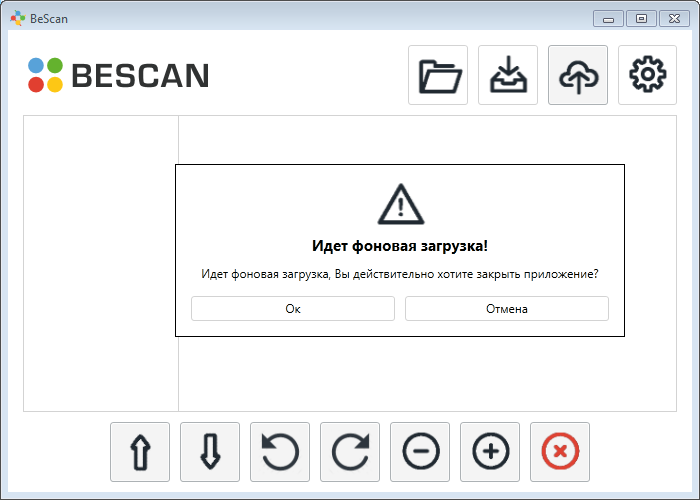 BeScan
BESCAN
Идет фоновая загрузка!
Идет фоновая загрузка, Вы действительно хотите закрыть приложение?
Ок
Отмена